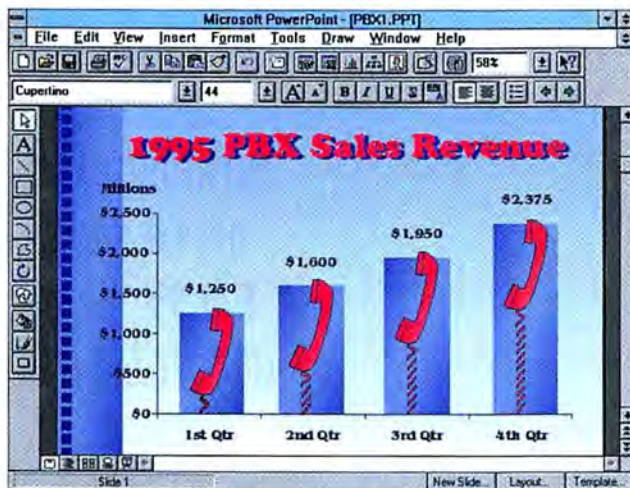 Microsoft PowerPoint - [PBX1.PPT]
File Edit View Insert Format Tools Draw Window Help
58%
Cupertino 44 A A B I U S
A
1995 PBX Sales Revenue
Millions
$2,500
$2,000
$1,500
$1,000
$500
$0
$1,250
$1,600
$1,950
$2,375
1st Qtr 2nd Qtr 3rd Qtr 4th Qtr
Slide 1 New Slide... Layout... Template...